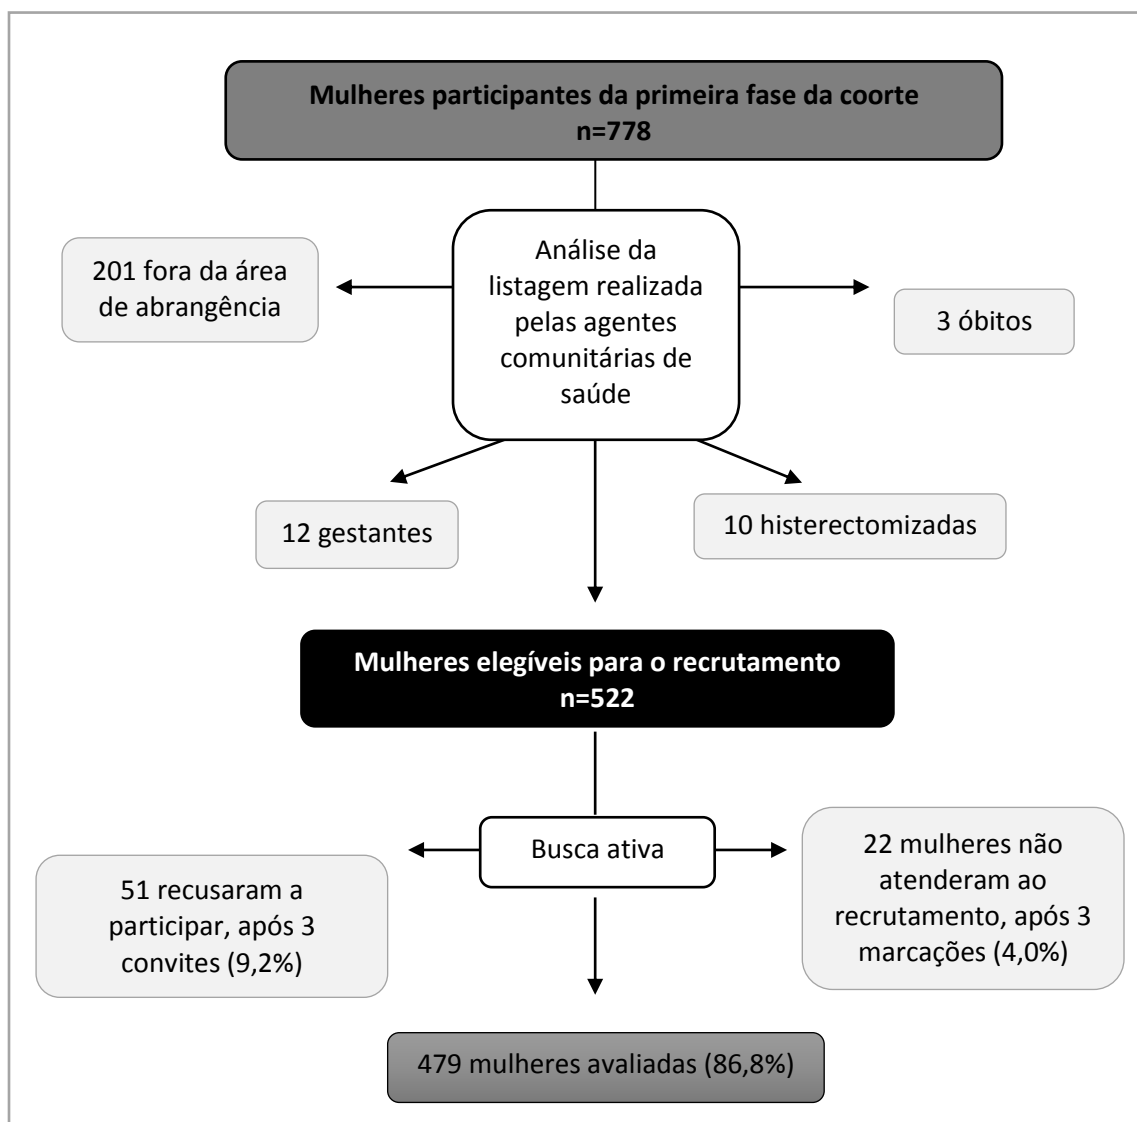 Mulheres participantes da primeira fase da coorte
n=778
Análise da
listagem realizada
pelas agentes
comunitárias de
saúde
201 fora da área
de abrangência
3 óbitos
12 gestantes
10 histerectomizadas
Mulheres elegíveis para o recrutamento
n=522
Busca ativa
51 recusaram a
participar, após 3
convites (9,2%)
22 mulheres não
atenderam ao
recrutamento, após 3
marcações (4,0%)
479 mulheres avaliadas (86,8%)